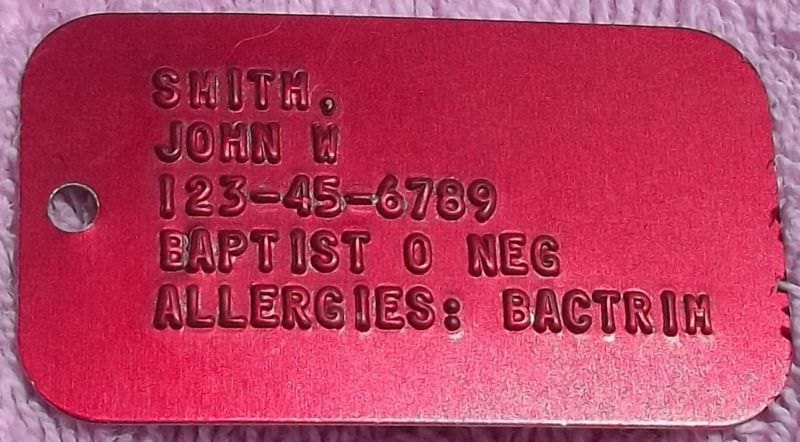 SMITH,
JOHN W
123-45-6789
BAPTIST O NEG
ALLERGIES: BACTRIM